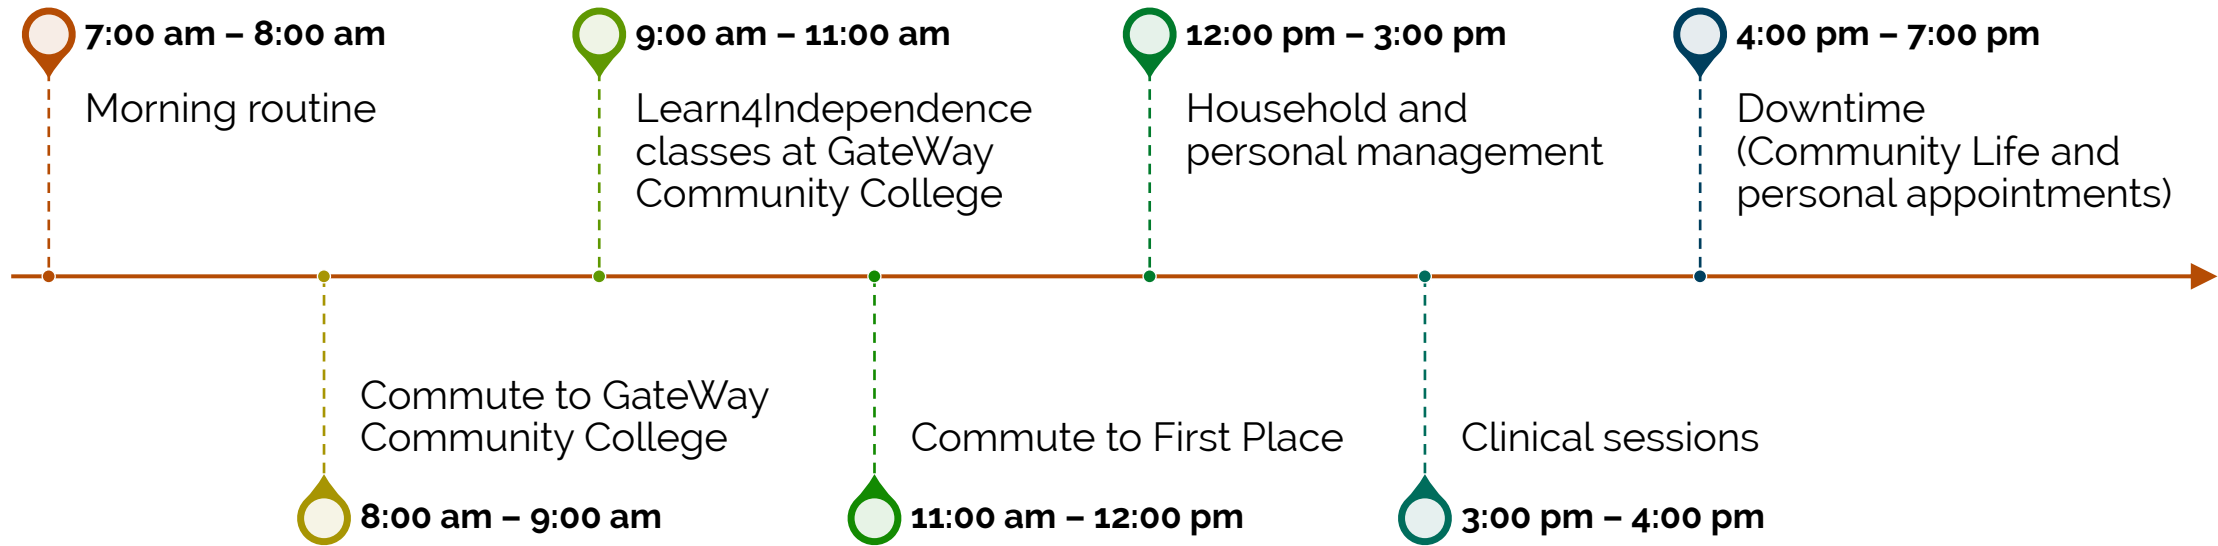 7:00 am – 8:00 am
Morning routine
8:00 am – 9:00 am
Commute to GateWay
Community College
9:00 am – 11:00 am
Learn4Independence
classes at GateWay
Community College
11:00 am – 12:00 pm
Commute to First Place
12:00 pm – 3:00 pm
Household and
personal management
3:00 pm – 4:00 pm
Clinical sessions
4:00 pm – 7:00 pm
Downtime
(Community Life and
personal appointments)